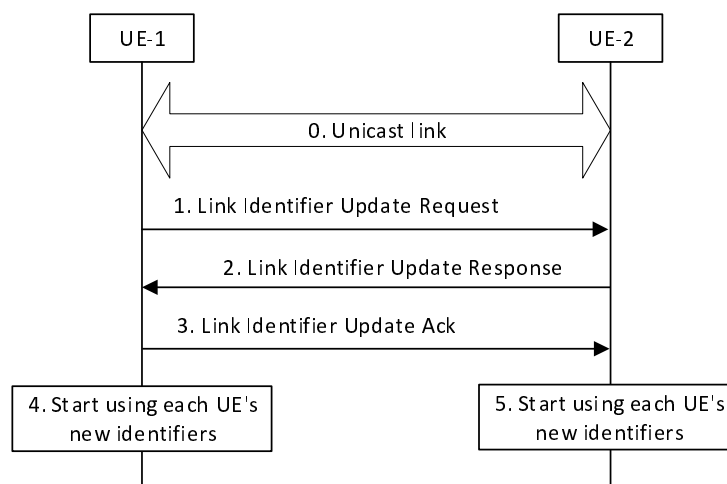 UE-1
UE-2
0. Unicast link
1. Link Identifier Update Request
2. Link Identifier Update Response
3. Link Identifier Update Ack
4. Start using each UE's
new identifiers
5. Start using each UE's
new identifiers